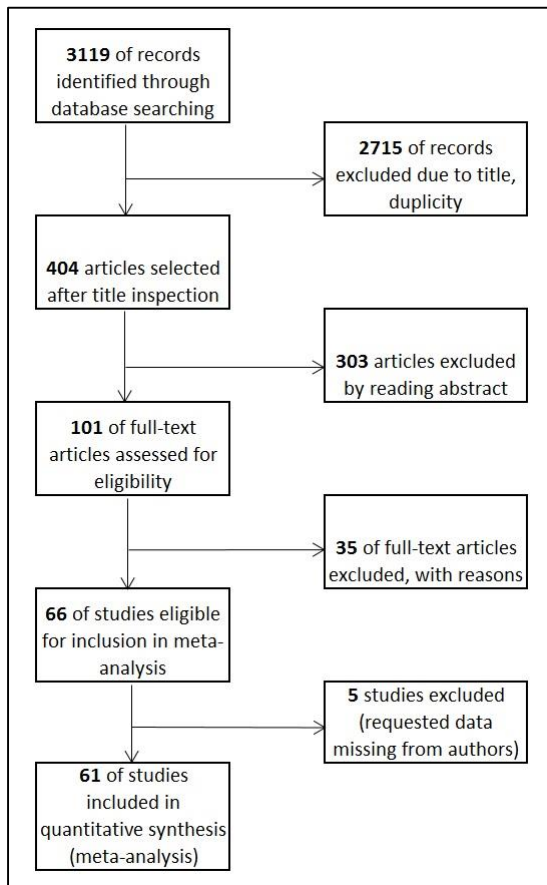 3119 of records
identified through
database searching
2715 of records
excluded due to title,
duplicity
404 articles selected
after title inspection
303 articles excluded
by reading abstract
101 of full-text
articles assessed for
eligibility
35 of full-text articles
excluded, with reasons
66 of studies eligible
for inclusion in meta-
analysis
5 studies excluded
(requested data
missing from authors)
61 of studies
included in
quantitative synthesis
(meta-analysis)